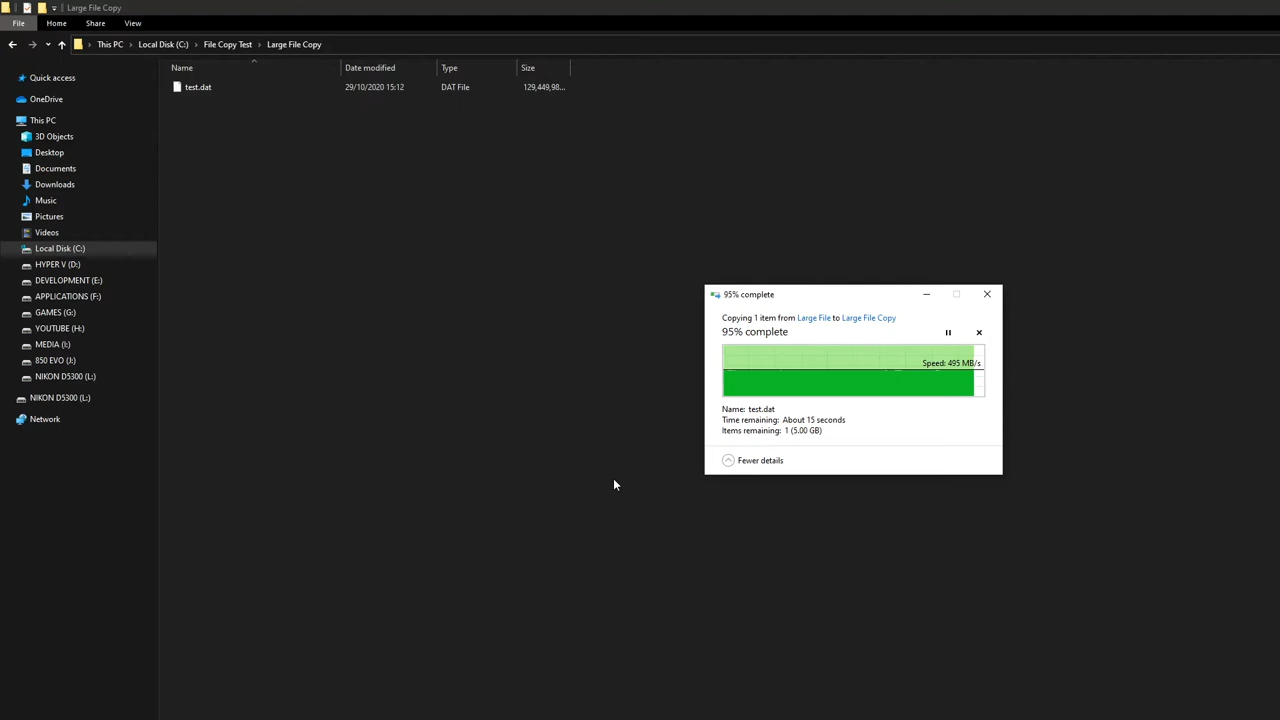 Large File Copy
File Home Share View
This PC Local Disk (C:) File Copy Test Large File Copy
Name Date modified Type Size
test.dat 29/10/2020 15:12 DAT File 129,449,98...
Quick access
OneDrive
This PC
3D Objects
Desktop
Documents
Downloads
Music
Pictures
Videos
Local Disk (C:)
HYPER V (D:)
DEVELOPMENT (E:)
APPLICATIONS (F:)
GAMES (G:)
YOUTUBE (H:)
MEDIA (I:)
850 EVO (J:)
NIKON D5300 (L:)
NIKON D5300 (L:)
Network
95% complete
Copying 1 item from Large File to Large File Copy
95% complete
Speed: 495 MB/s
Name: test.dat
Time remaining: About 15 seconds
Items remaining: 1 (5.00 GB)
Fewer details